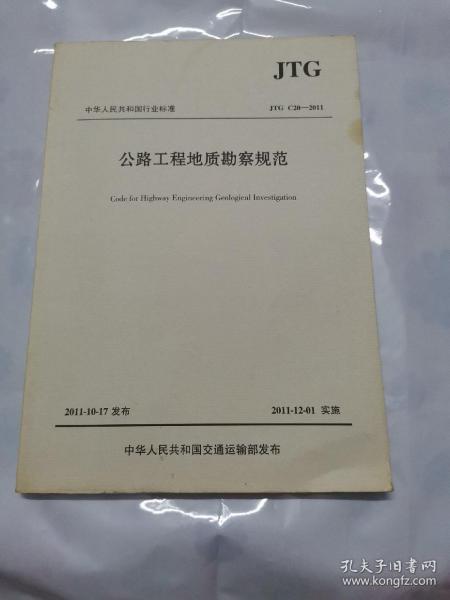 JTG
中华人民共和国行业标准
JTG C20—2011
公路工程地质勘察规范
Code for Highway Engineering Geological Investigation
2011-10-17 发布
2011-12-01 实施
中华人民共和国交通运输部发布
孔夫子旧书网
www.kongfz.com